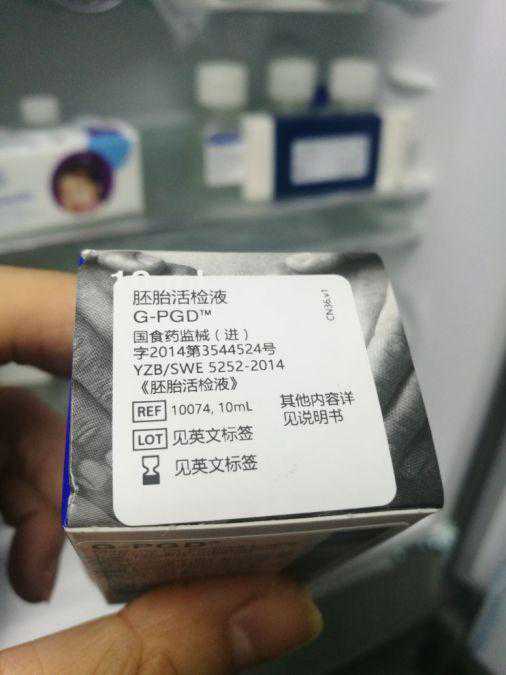 胚胎活检液
G-PGD™
国食药监械（进）
字2014第3544524号
YZB/SWE 5252-2014
《胚胎活检液》
REF 10074, 10mL
LOT 见英文标签
见英文标签
其他内容详
见说明书
CN36.v1
G-PGD